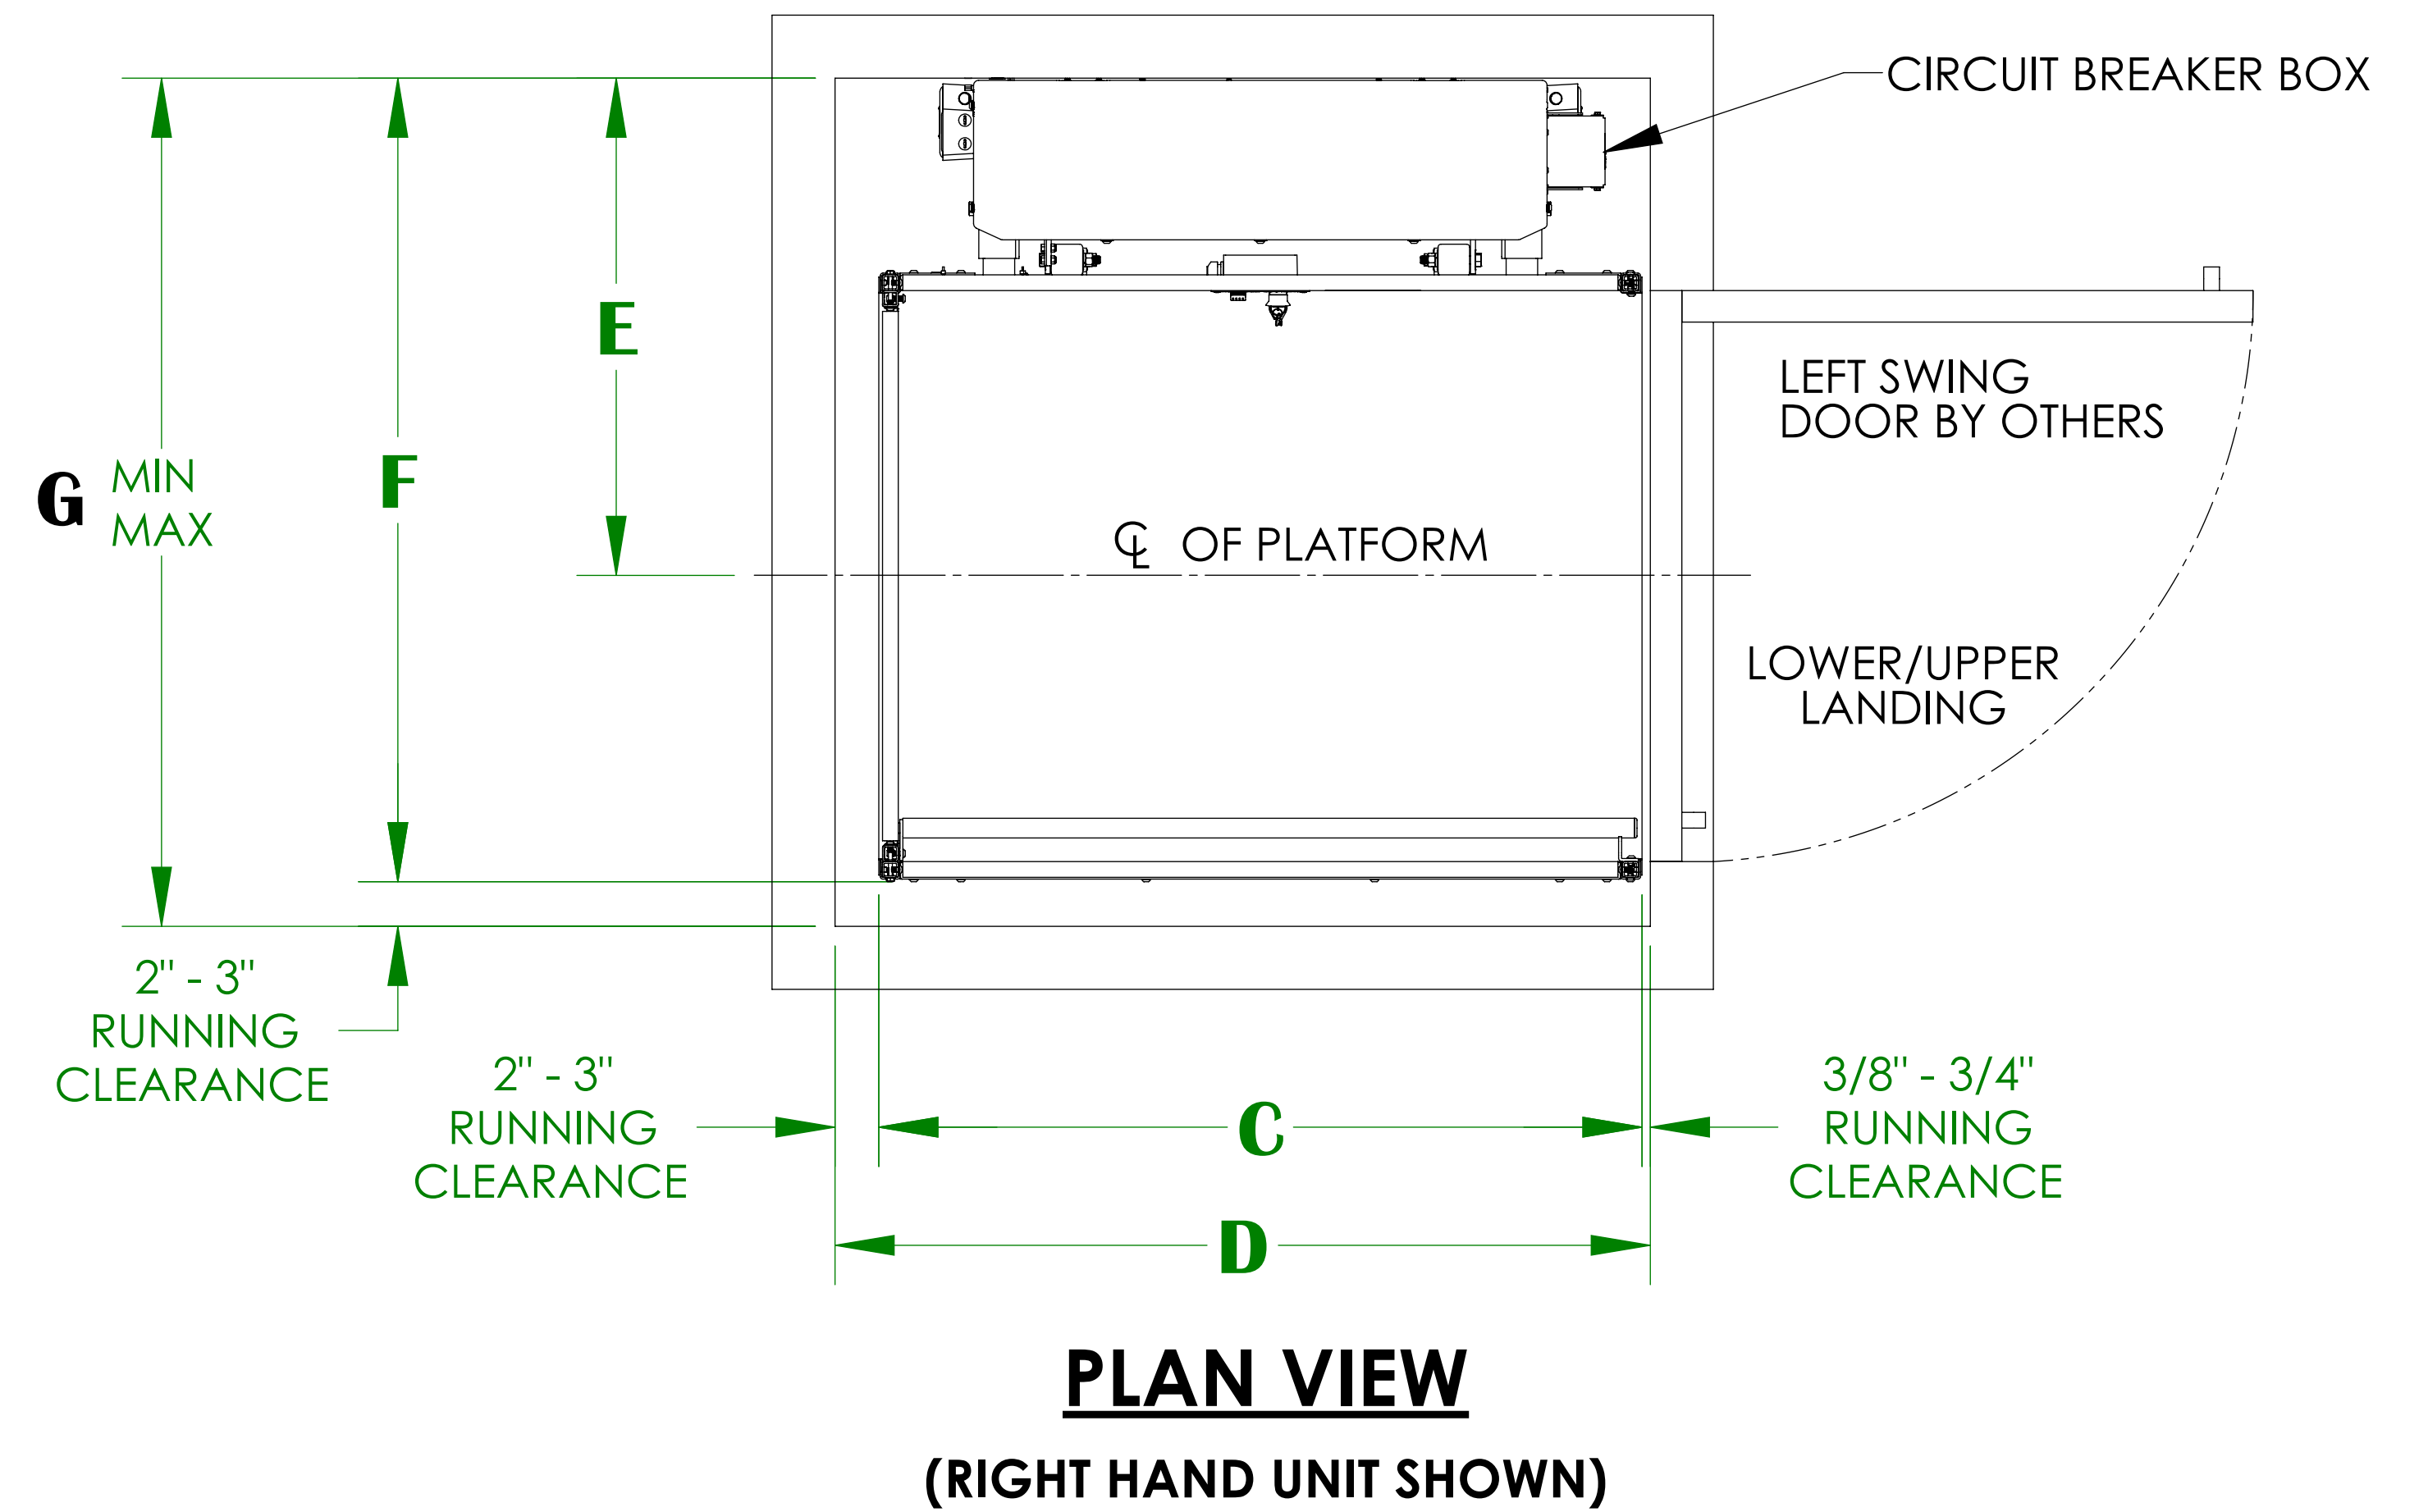 CIRCUIT BREAKER BOX
E
LEFT SWING
DOOR BY OTHERS
G
MIN
MAX
F
℄ OF PLATFORM
LOWER/UPPER
LANDING
2" - 3"
RUNNING
CLEARANCE
2" - 3"
RUNNING
CLEARANCE
C
3/8" - 3/4"
RUNNING
CLEARANCE
D
PLAN VIEW
(RIGHT HAND UNIT SHOWN)